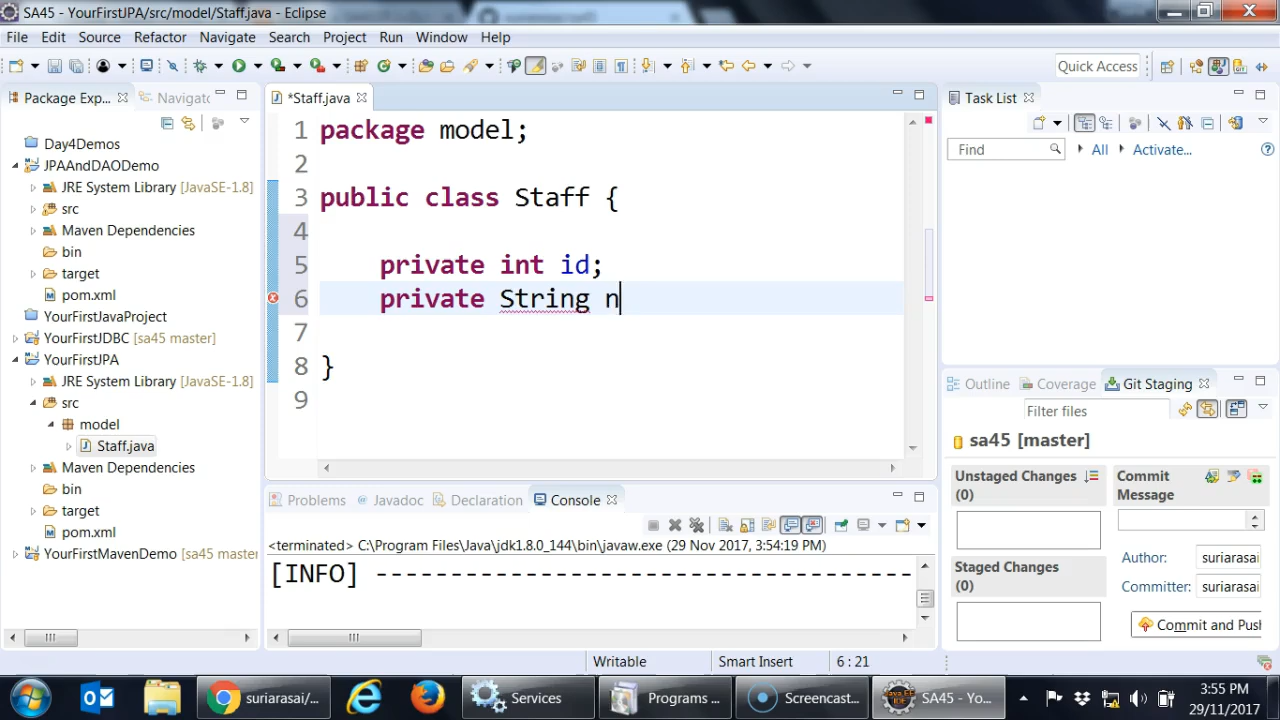 SA45 - YourFirstJPA/src/model/Staff.java - Eclipse
File Edit Source Refactor Navigate Search Project Run Window Help
Quick Access
Package Exp...
Navigat
*Staff.java
Task List
Day4Demos
JPAAndDAODemo
JRE System Library [JavaSE-1.8]
src
Maven Dependencies
bin
target
pom.xml
YourFirstJavaProject
YourFirstJDBC [sa45 master]
YourFirstJPA
JRE System Library [JavaSE-1.8]
src
model
Staff.java
Maven Dependencies
bin
target
pom.xml
YourFirstMavenDemo [sa45 master
1 package model;
2
3 public class Staff {
4
5 private int id;
6 private String n
7
8 }
9
Find All Activate...
Problems Javadoc Declaration Console
<terminated> C:\Program Files\Java\jdk1.8.0_144\bin\javaw.exe (29 Nov 2017, 3:54:19 PM)
[INFO] ------------------------------------
Outline Coverage Git Staging
Filter files
sa45 [master]
Unstaged Changes (0)
Commit Message
Staged Changes (0)
Author: suriarasai
Committer: suriarasai
Commit and Push
Writable Smart Insert 6 : 21
suriarasai/...
Services
Programs ...
Screencast...
SA45 - Yo...
3:55 PM
29/11/2017